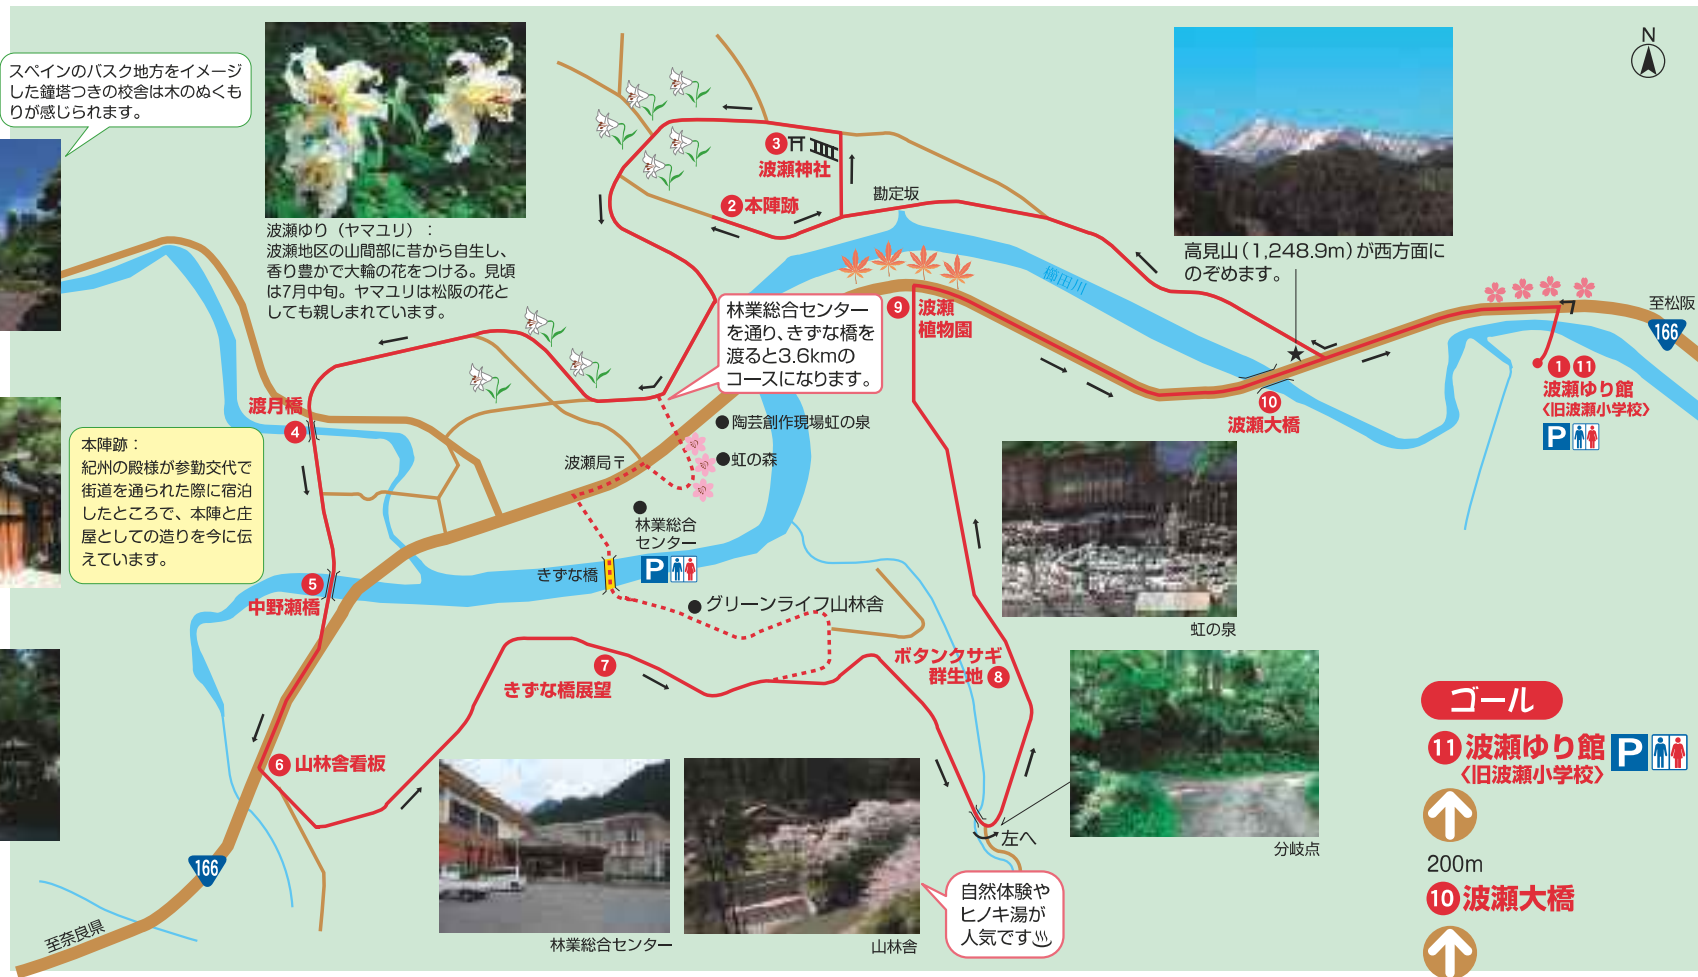 スペインのバスク地方をイメージ
した鐘塔つきの校舎は木のぬくも
りが感じられます。
波瀬ゆり（ヤマユリ）：
波瀬地区の山間部に昔から自生し、
香り豊かで大輪の花をつける。見頃
は7月中旬。ヤマユリは松阪の花と
しても親しまれています。
N
3
波瀬神社
2 本陣跡
勘定坂
櫛田川
高見山（1,248.9m）が西方面に
のぞめます。
至松阪
166
1 11
波瀬ゆり館
〈旧波瀬小学校〉
P
10
波瀬大橋
9 波瀬
植物園
林業総合センター
を通り、きずな橋を
渡ると3.6kmの
コースになります。
陶芸創作現場虹の泉
虹の森
波瀬局〒
林業総合
センター
P
きずな橋
グリーンライフ山林舎
渡月橋
4
本陣跡：
紀州の殿様が参勤交代で
街道を通られた際に宿泊
したところで、本陣と庄
屋としての造りを今に伝
えています。
5
中野瀬橋
6 山林舎看板
7
きずな橋展望
ボタンクサギ
群生地 8
虹の泉
左へ
分岐点
166
至奈良県
林業総合センター
山林舎
自然体験や
ヒノキ湯が
人気です♨
ゴール
11 波瀬ゆり館 P
〈旧波瀬小学校〉
200m
10 波瀬大橋